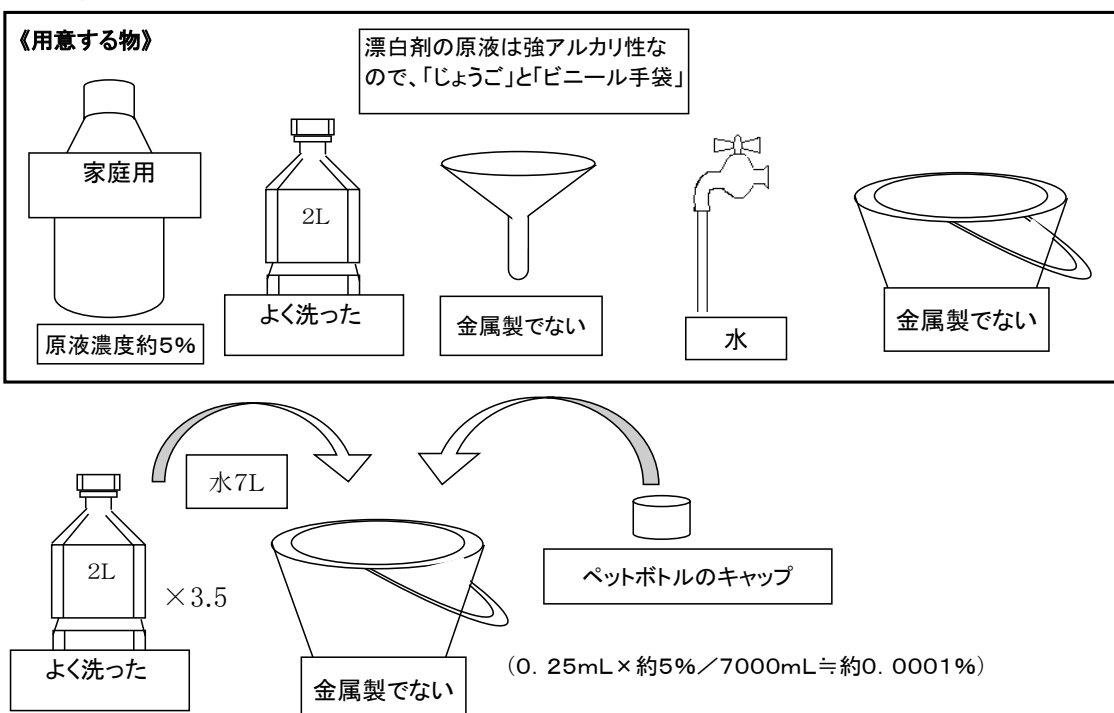 《用意する物》
漂白剤の原液は強アルカリ性な
ので、「じょうご」と「ビニール手袋」
家庭用
2L
よく洗った
金属製でない
水
金属製でない
原液濃度約5%
水7L
2L
×3.5
よく洗った
金属製でない
ペットボトルのキャップ
(0.25mL×約5%/7000mL≒約0.0001%)